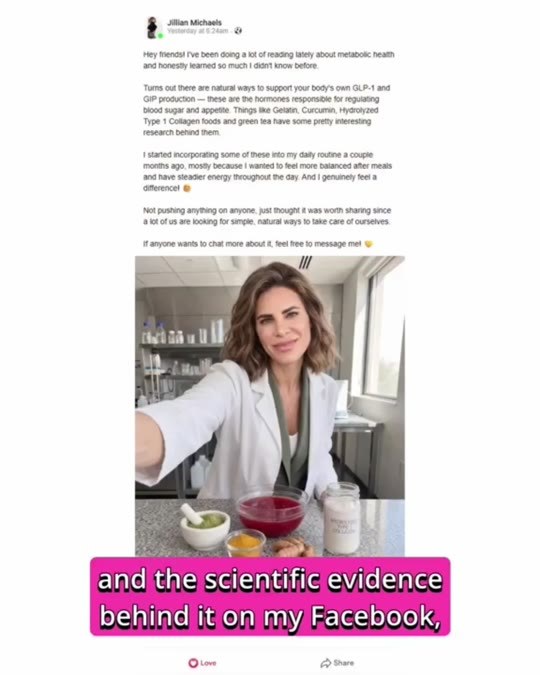 Jillian Michaels
Yesterday at 5:24am ·
Hey friends! I've been doing a lot of reading lately about metabolic health
and honestly learned so much I didn't know before.
Turns out there are natural ways to support your body's own GLP-1 and
GIP production — these are the hormones responsible for regulating
blood sugar and appetite. Things like Gelatin, Curcumin, Hydrolyzed
Type 1 Collagen foods and green tea have some pretty interesting
research behind them.
I started incorporating some of these into my daily routine a couple
months ago, mostly because I wanted to feel more balanced after meals
and have steadier energy throughout the day. And I genuinely feel a
difference!
Not pushing anything on anyone, just thought it was worth sharing since
a lot of us are looking for simple, natural ways to take care of ourselves.
If anyone wants to chat more about it, feel free to message me!
and the scientific evidence
behind it on my Facebook,
Love
Share